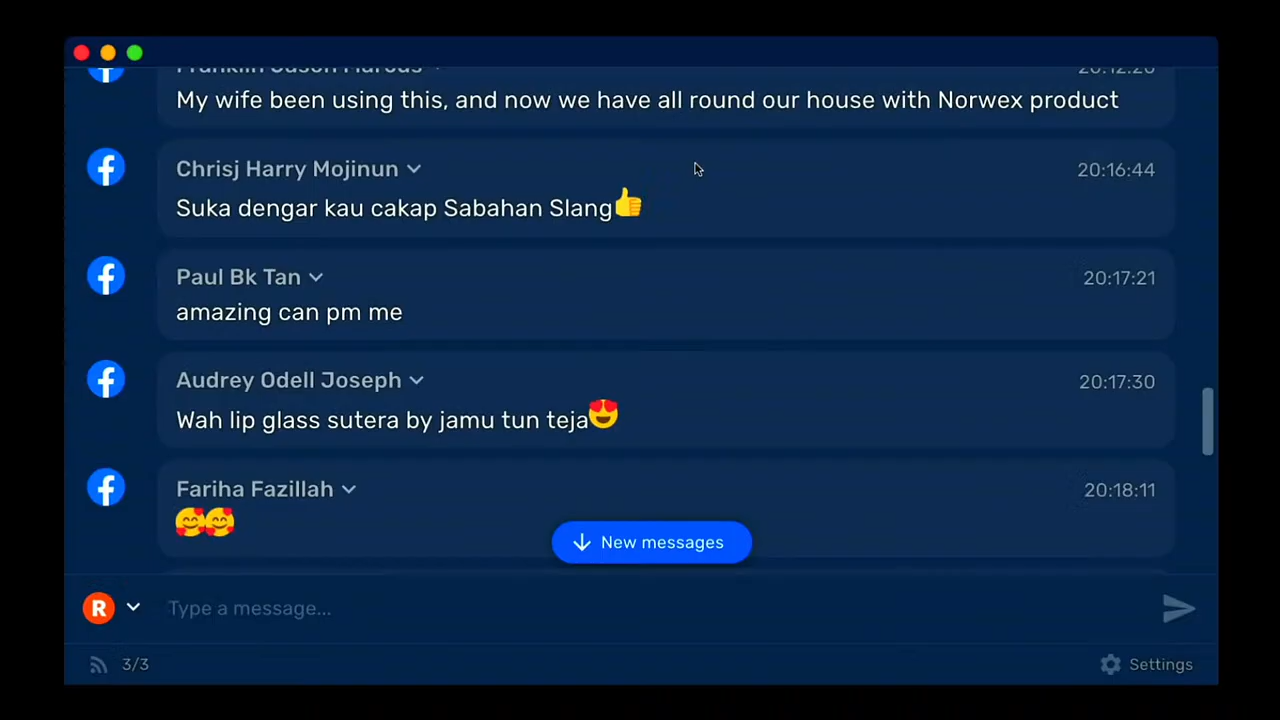 My wife been using this, and now we have all round our house with Norwex product
Chrisj Harry Mojinun
20:16:44
Suka dengar kau cakap Sabahan Slang👍
Paul Bk Tan
20:17:21
amazing can pm me
Audrey Odell Joseph
20:17:30
Wah lip glass sutera by jamu tun teja😍
Fariha Fazillah
20:18:11
🥰🥰
New messages
R
Type a message...
3/3
Settings